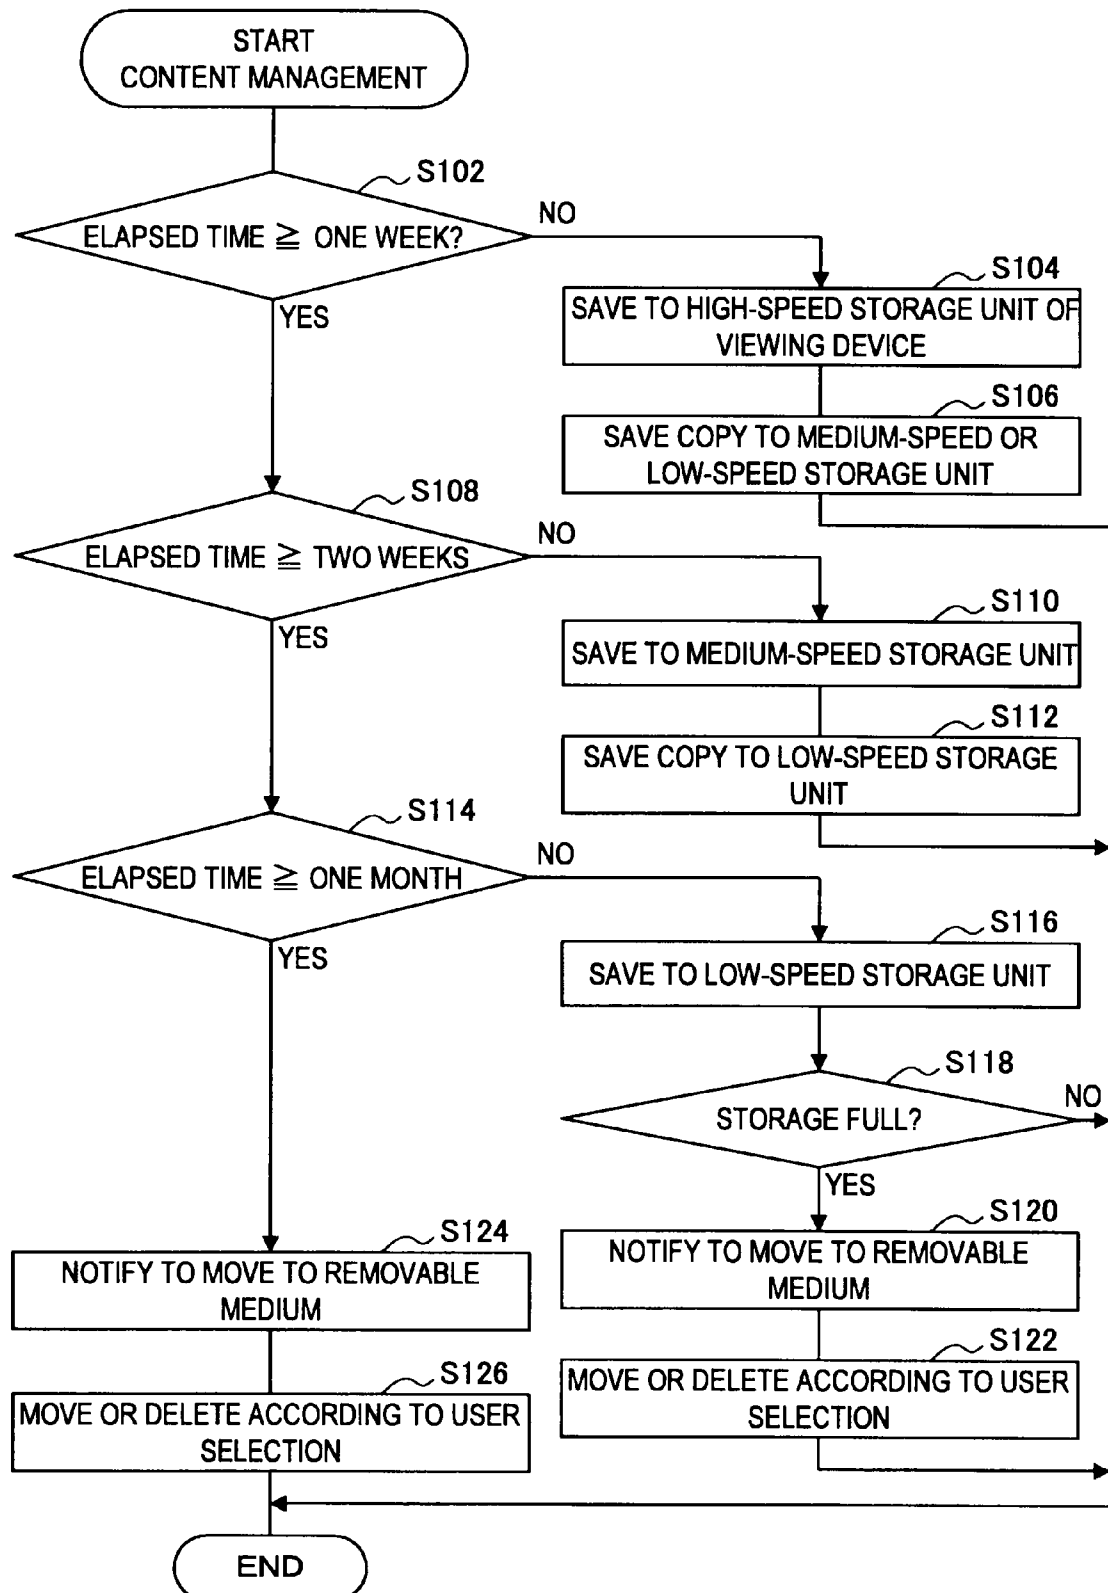 START
CONTENT MANAGEMENT
S102
ELAPSED TIME ≧ ONE WEEK?
NO
YES
S104
SAVE TO HIGH-SPEED STORAGE UNIT OF
VIEWING DEVICE
S106
SAVE COPY TO MEDIUM-SPEED OR
LOW-SPEED STORAGE UNIT
S108
ELAPSED TIME ≧ TWO WEEKS
NO
YES
S110
SAVE TO MEDIUM-SPEED STORAGE UNIT
S112
SAVE COPY TO LOW-SPEED STORAGE
UNIT
S114
ELAPSED TIME ≧ ONE MONTH
NO
YES
S116
SAVE TO LOW-SPEED STORAGE UNIT
S118
STORAGE FULL?
NO
YES
S120
NOTIFY TO MOVE TO REMOVABLE
MEDIUM
S122
MOVE OR DELETE ACCORDING TO USER
SELECTION
S124
NOTIFY TO MOVE TO REMOVABLE
MEDIUM
S126
MOVE OR DELETE ACCORDING TO USER
SELECTION
END